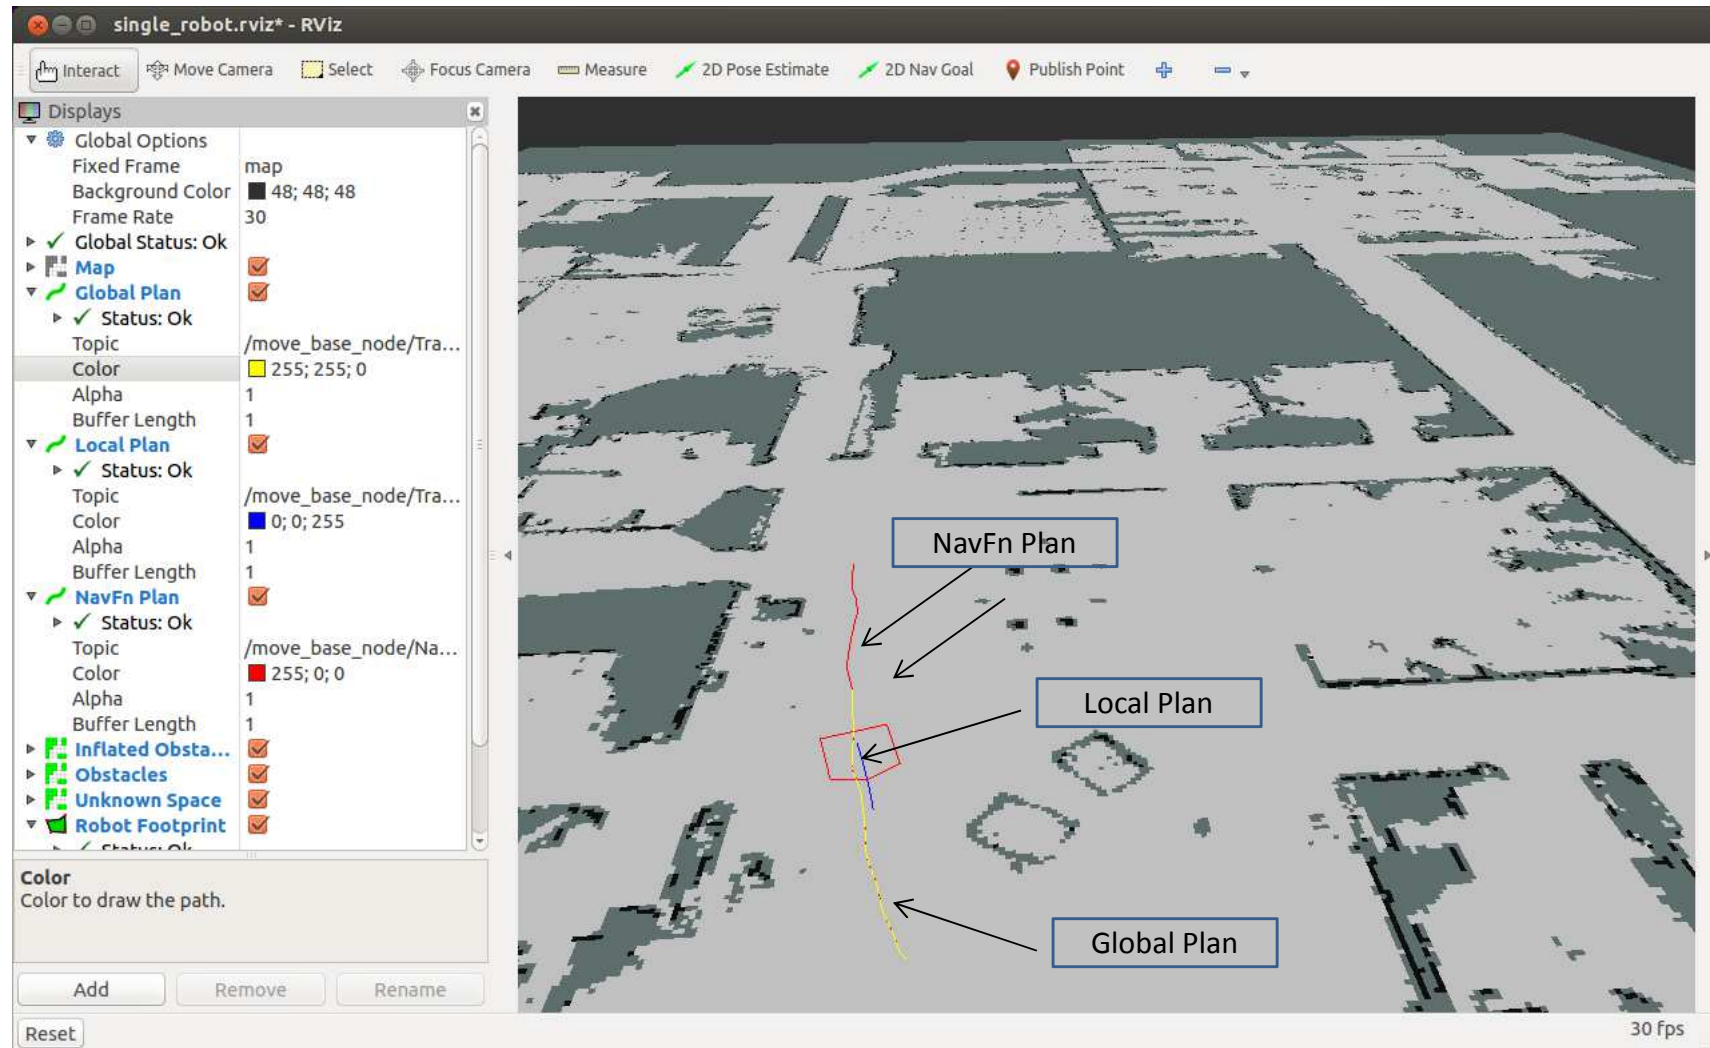 single_robot.rviz* - RViz
Interact Move Camera Select Focus Camera Measure 2D Pose Estimate 2D Nav Goal Publish Point
Displays
Global Options
Fixed Frame map
Background Color 48; 48; 48
Frame Rate 30
Global Status: Ok
Map
Global Plan
Status: Ok
Topic /move_base_node/Tra...
Color 255; 255; 0
Alpha 1
Buffer Length 1
Local Plan
Status: Ok
Topic /move_base_node/Tra...
Color 0; 0; 255
Alpha 1
Buffer Length 1
NavFn Plan
Status: Ok
Topic /move_base_node/Na...
Color 255; 0; 0
Alpha 1
Buffer Length 1
Inflated Obsta...
Obstacles
Unknown Space
Robot Footprint
Status: Ok
Color
Color to draw the path.
Add Remove Rename
Reset
NavFn Plan
Local Plan
Global Plan
30 fps